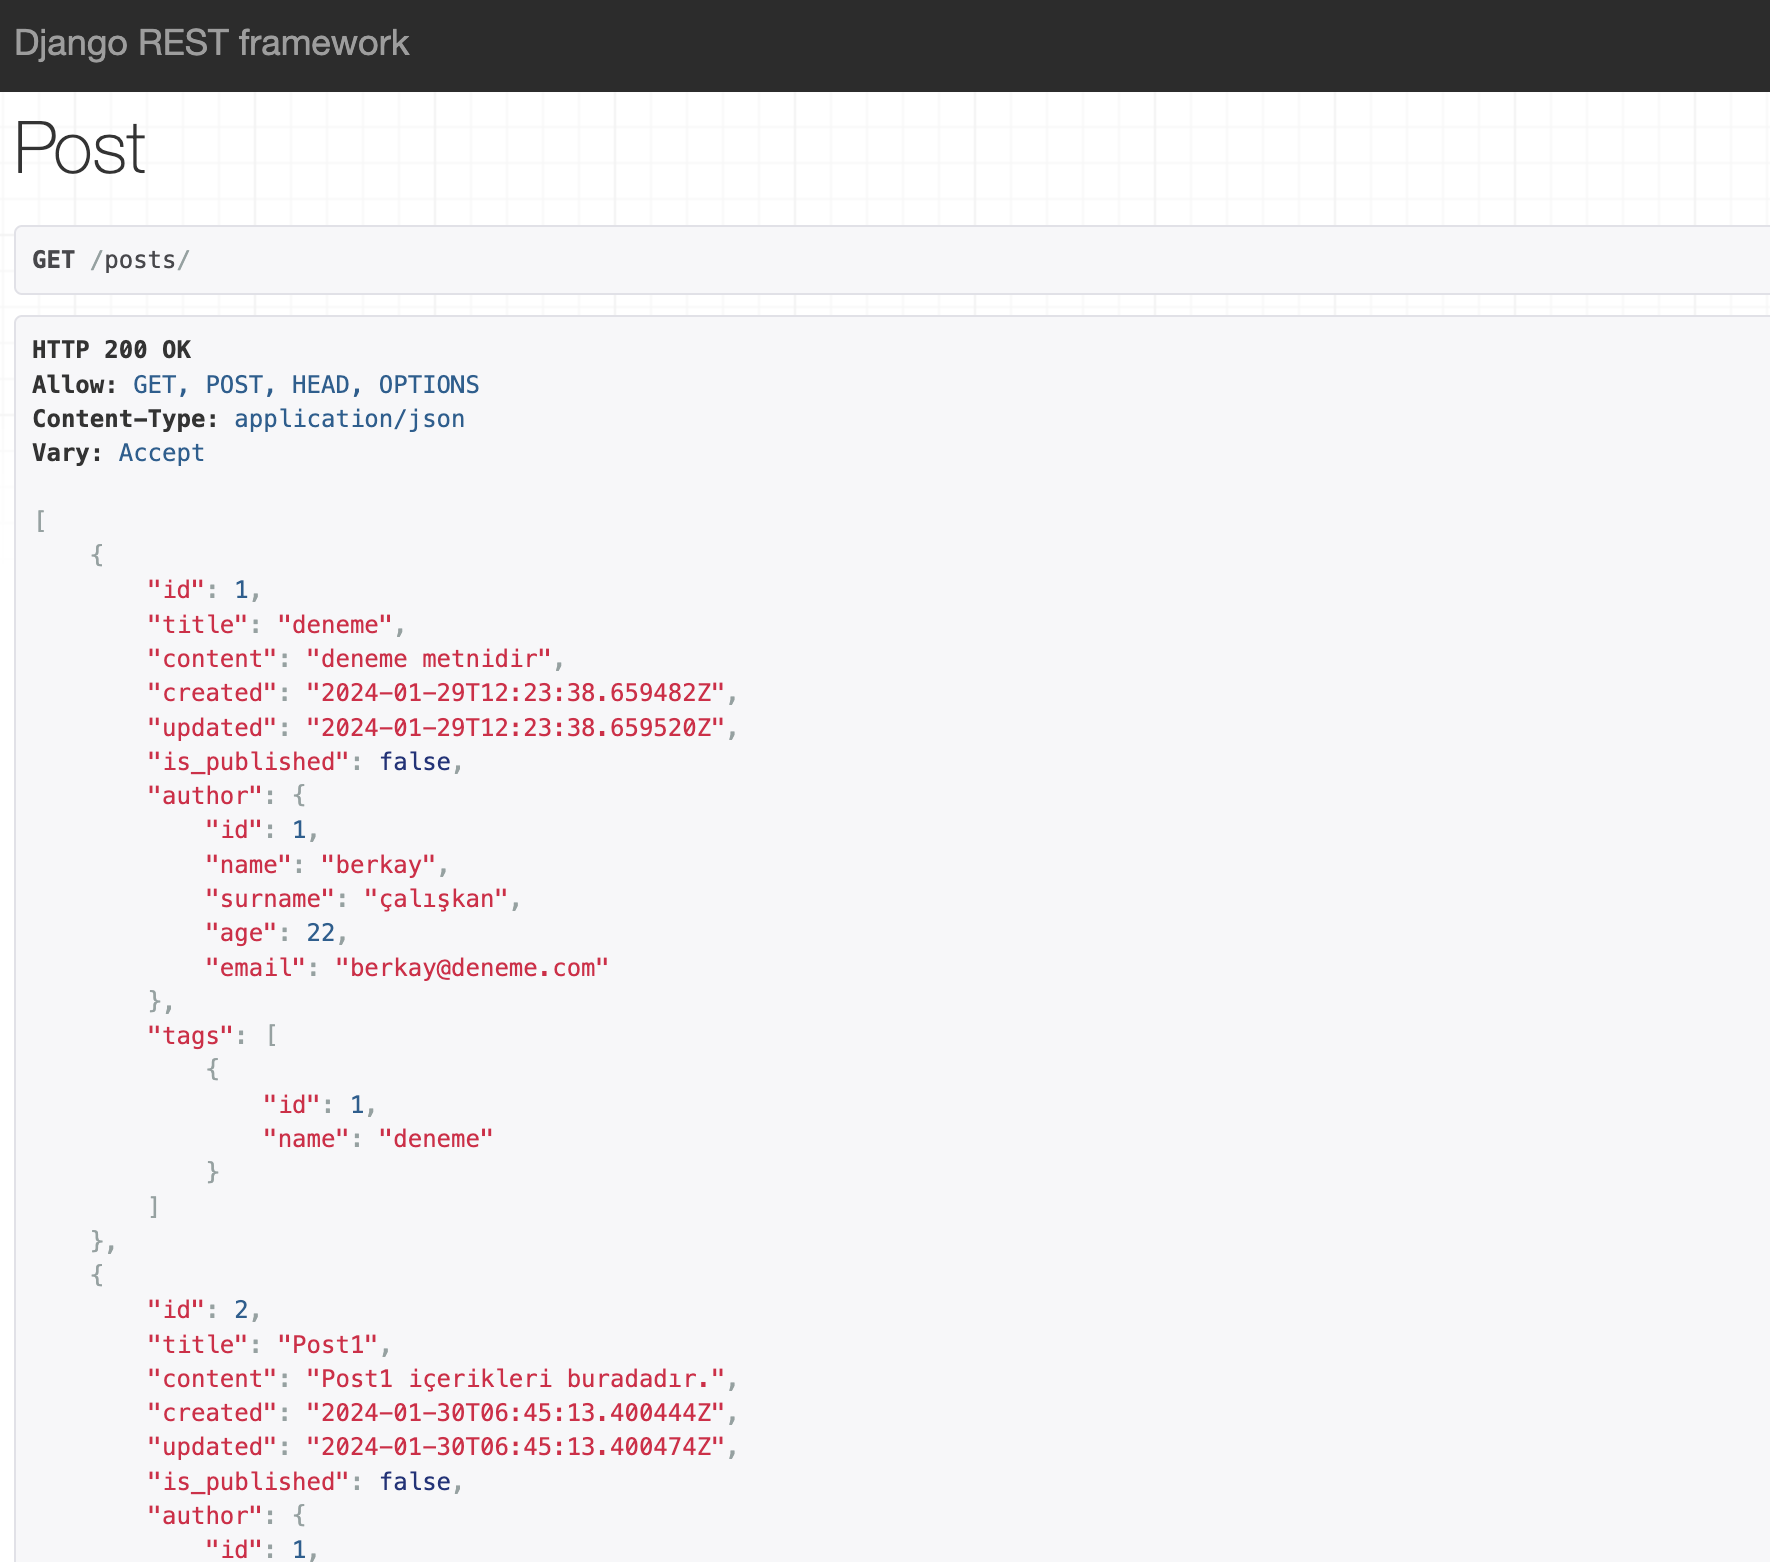 Django REST framework
Post
GET /posts/
HTTP 200 OK
Allow: GET, POST, HEAD, OPTIONS
Content-Type: application/json
Vary: Accept
[
    {
        "id": 1,
        "title": "deneme",
        "content": "deneme metnidir",
        "created": "2024-01-29T12:23:38.659482Z",
        "updated": "2024-01-29T12:23:38.659520Z",
        "is_published": false,
        "author": {
            "id": 1,
            "name": "berkay",
            "surname": "çalışkan",
            "age": 22,
            "email": "berkay@deneme.com"
        },
        "tags": [
            {
                "id": 1,
                "name": "deneme"
            }
        ]
    },
    {
        "id": 2,
        "title": "Post1",
        "content": "Post1 içerikleri buradadır.",
        "created": "2024-01-30T06:45:13.400444Z",
        "updated": "2024-01-30T06:45:13.400474Z",
        "is_published": false,
        "author": {
            "id": 1,